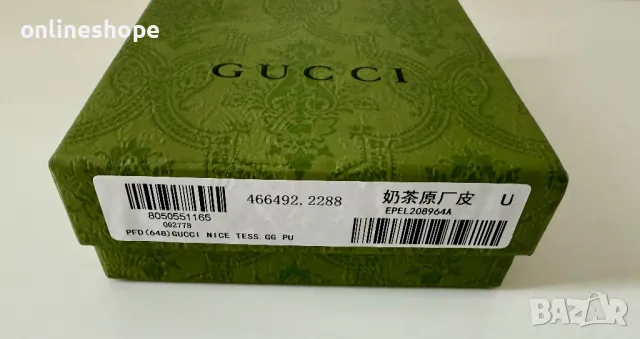 onlineshope
GUCCI
466492.2288
奶茶原厂皮
U
8050551165
EPEL208964A
002778
PFD(648)GUCCI NICE TESS GG PU
BAZAR